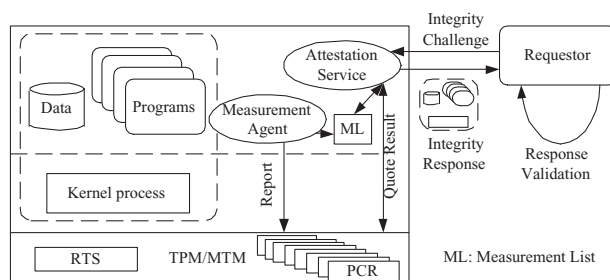 Integrity
Challenge
Attestation
Service
Requestor
Data
Programs
Measurement
Agent
ML
Integrity
Response
Response
Validation
Kernel process
Report
Quote Result
RTS
TPM/MTM
PCR
ML: Measurement List